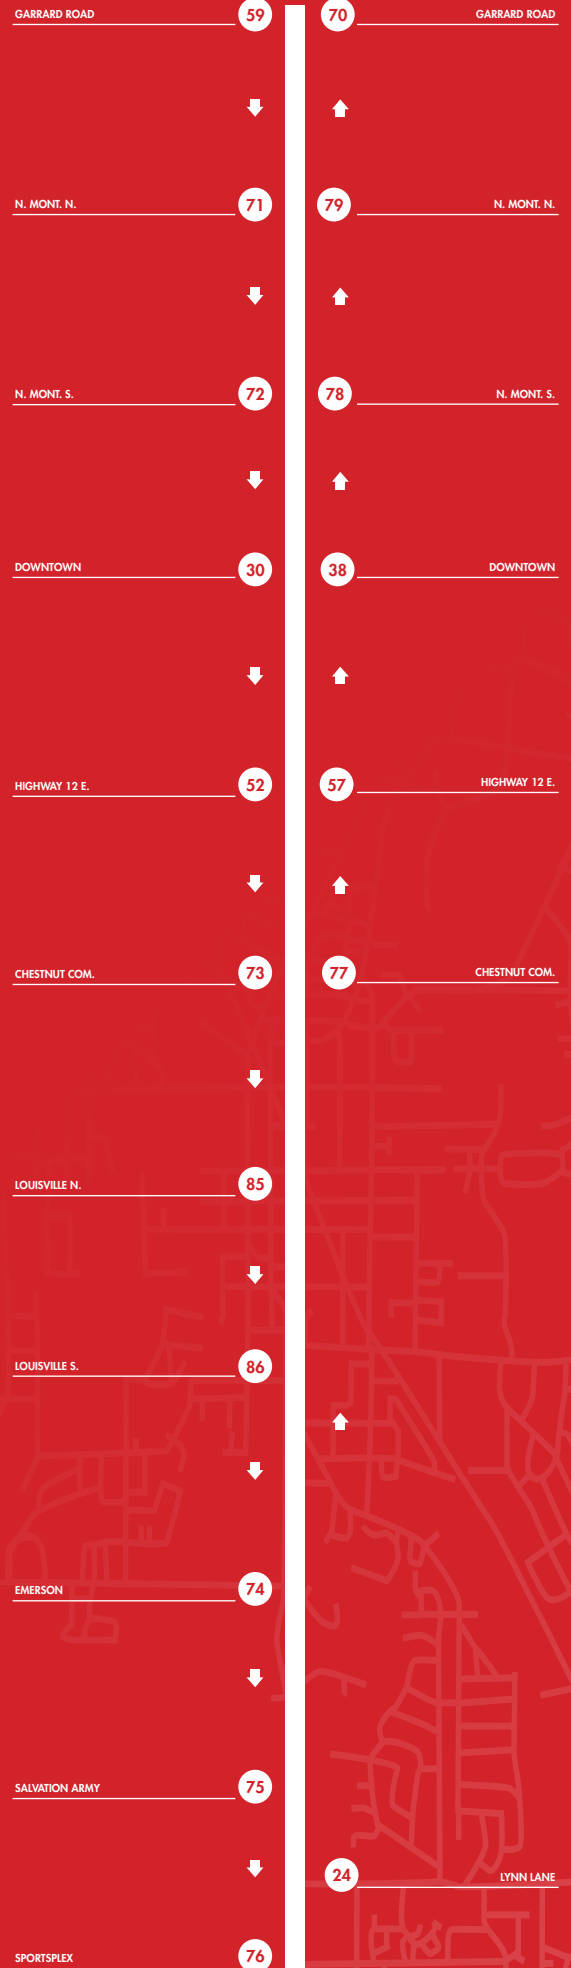 GARRARD ROAD 59 70 GARRARD ROAD
N. MONT. N. 71 79 N. MONT. N.
N. MONT. S. 72 78 N. MONT. S.
DOWNTOWN 30 38 DOWNTOWN
HIGHWAY 12 E. 52 57 HIGHWAY 12 E.
CHESTNUT COM. 73 77 CHESTNUT COM.
LOUISVILLE N. 85
LOUISVILLE S. 86
EMERSON 74
SALVATION ARMY 75
24 LYNN LANE
SPORTSPLEX 76